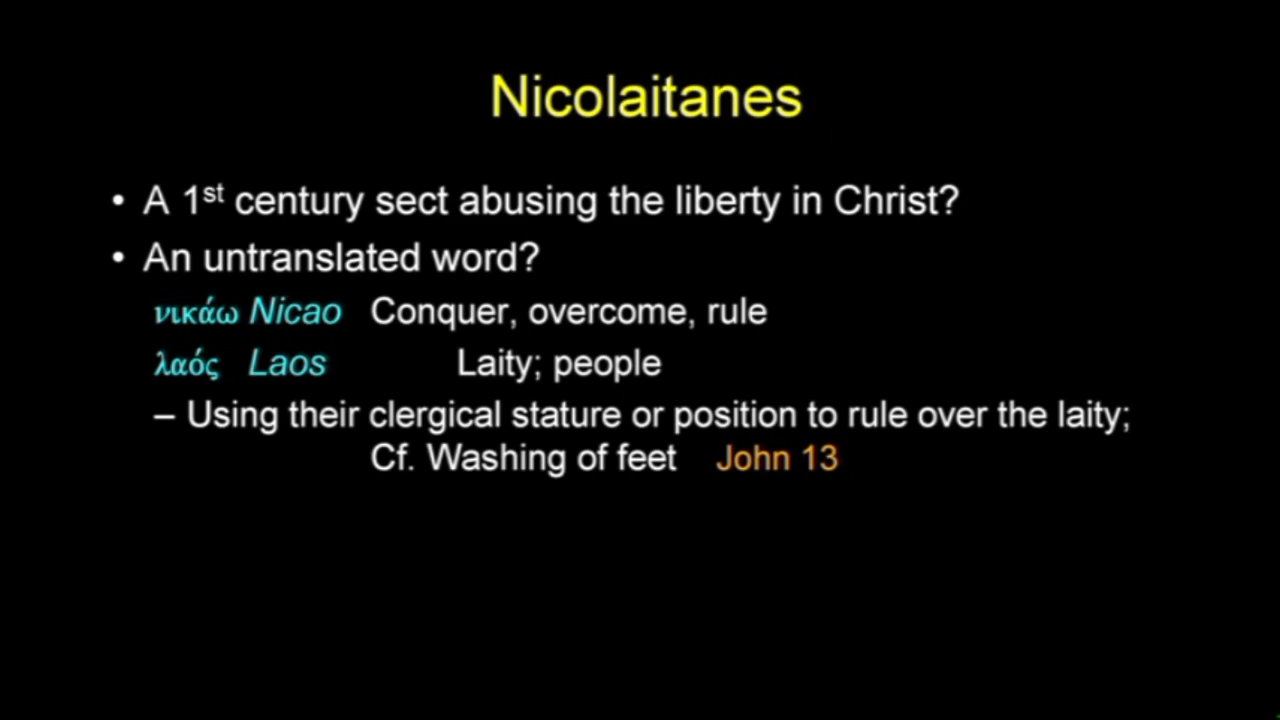 Nicolaitanes
• A 1st century sect abusing the liberty in Christ?
• An untranslated word?
νικάω Nicao Conquer, overcome, rule
λαός Laos Laity; people
– Using their clergical stature or position to rule over the laity;
Cf. Washing of feet John 13